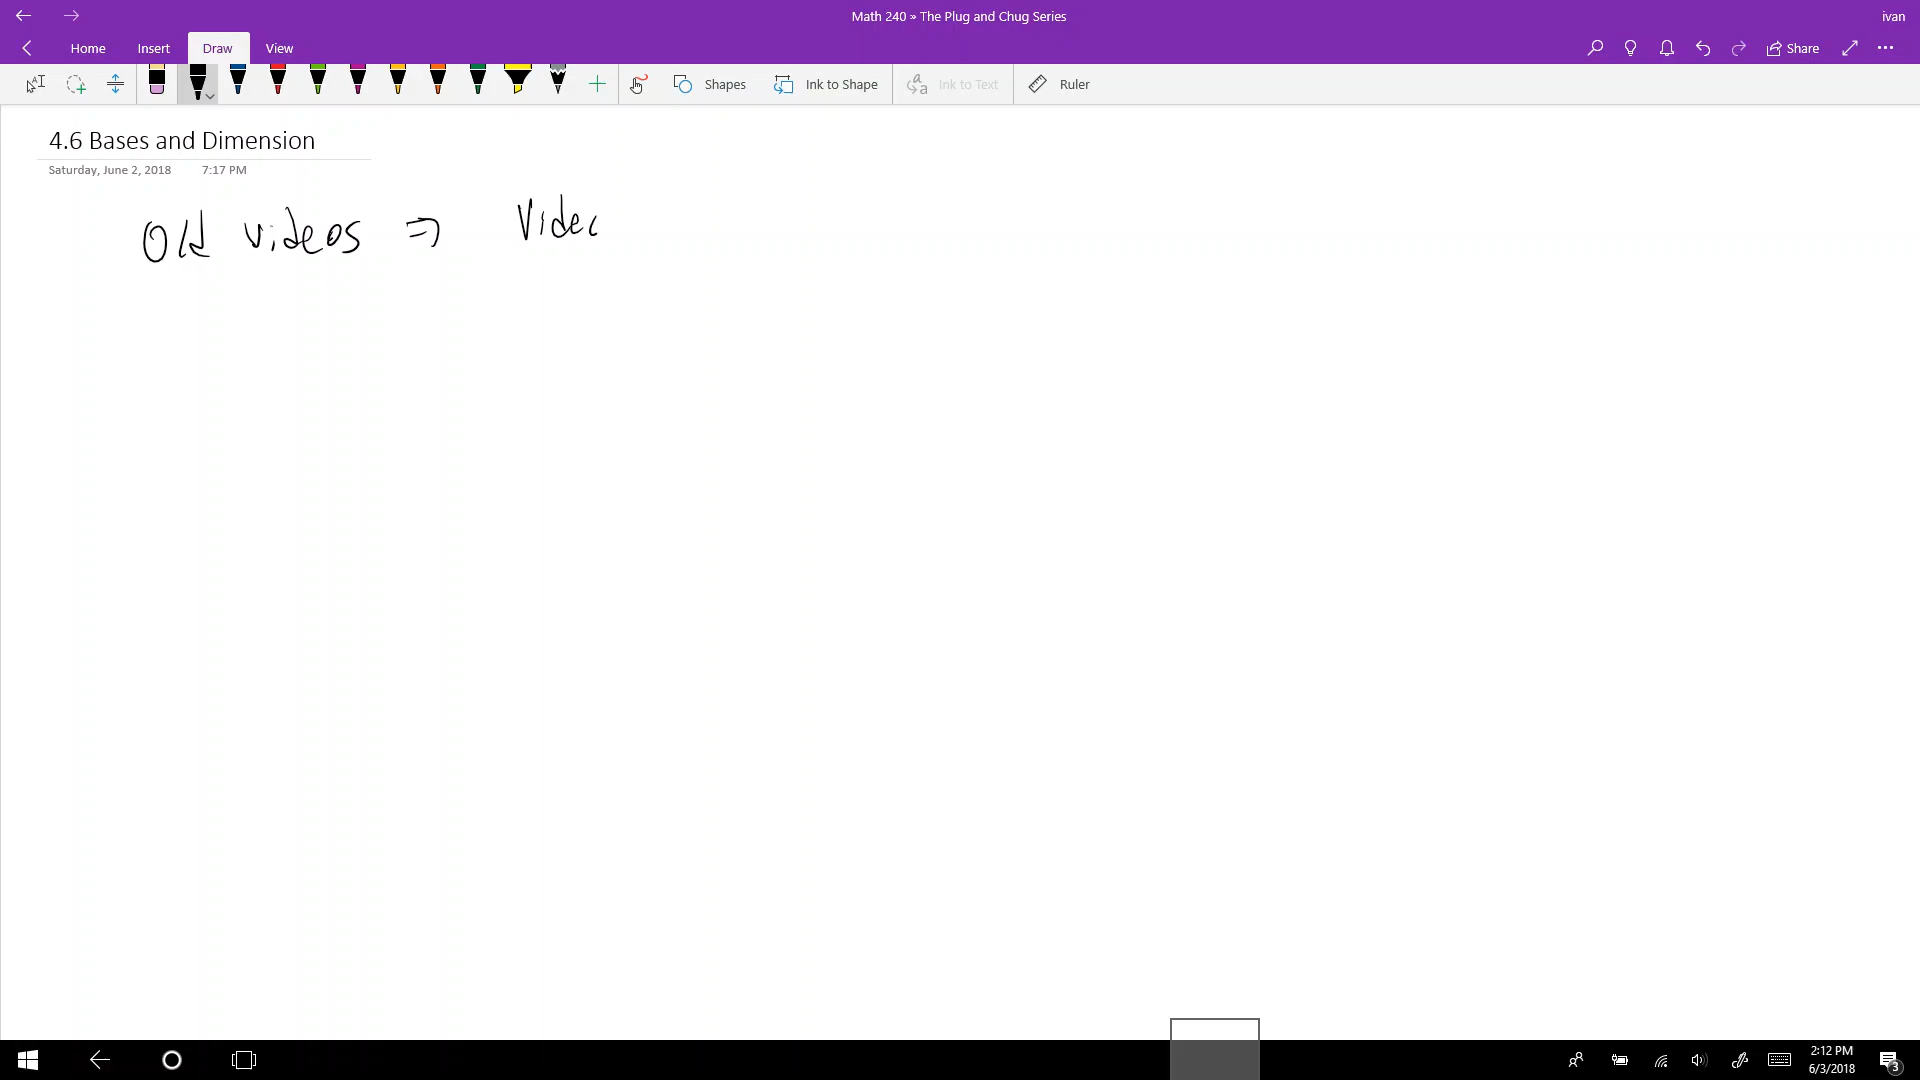 Math 240 » The Plug and Chug Series
ivan
Home Insert Draw View
Share
Shapes Ink to Shape Ink to Text Ruler
4.6 Bases and Dimension
Saturday, June 2, 2018 7:17 PM
Old videos ⇒ Videc
2:12 PM
6/3/2018
3